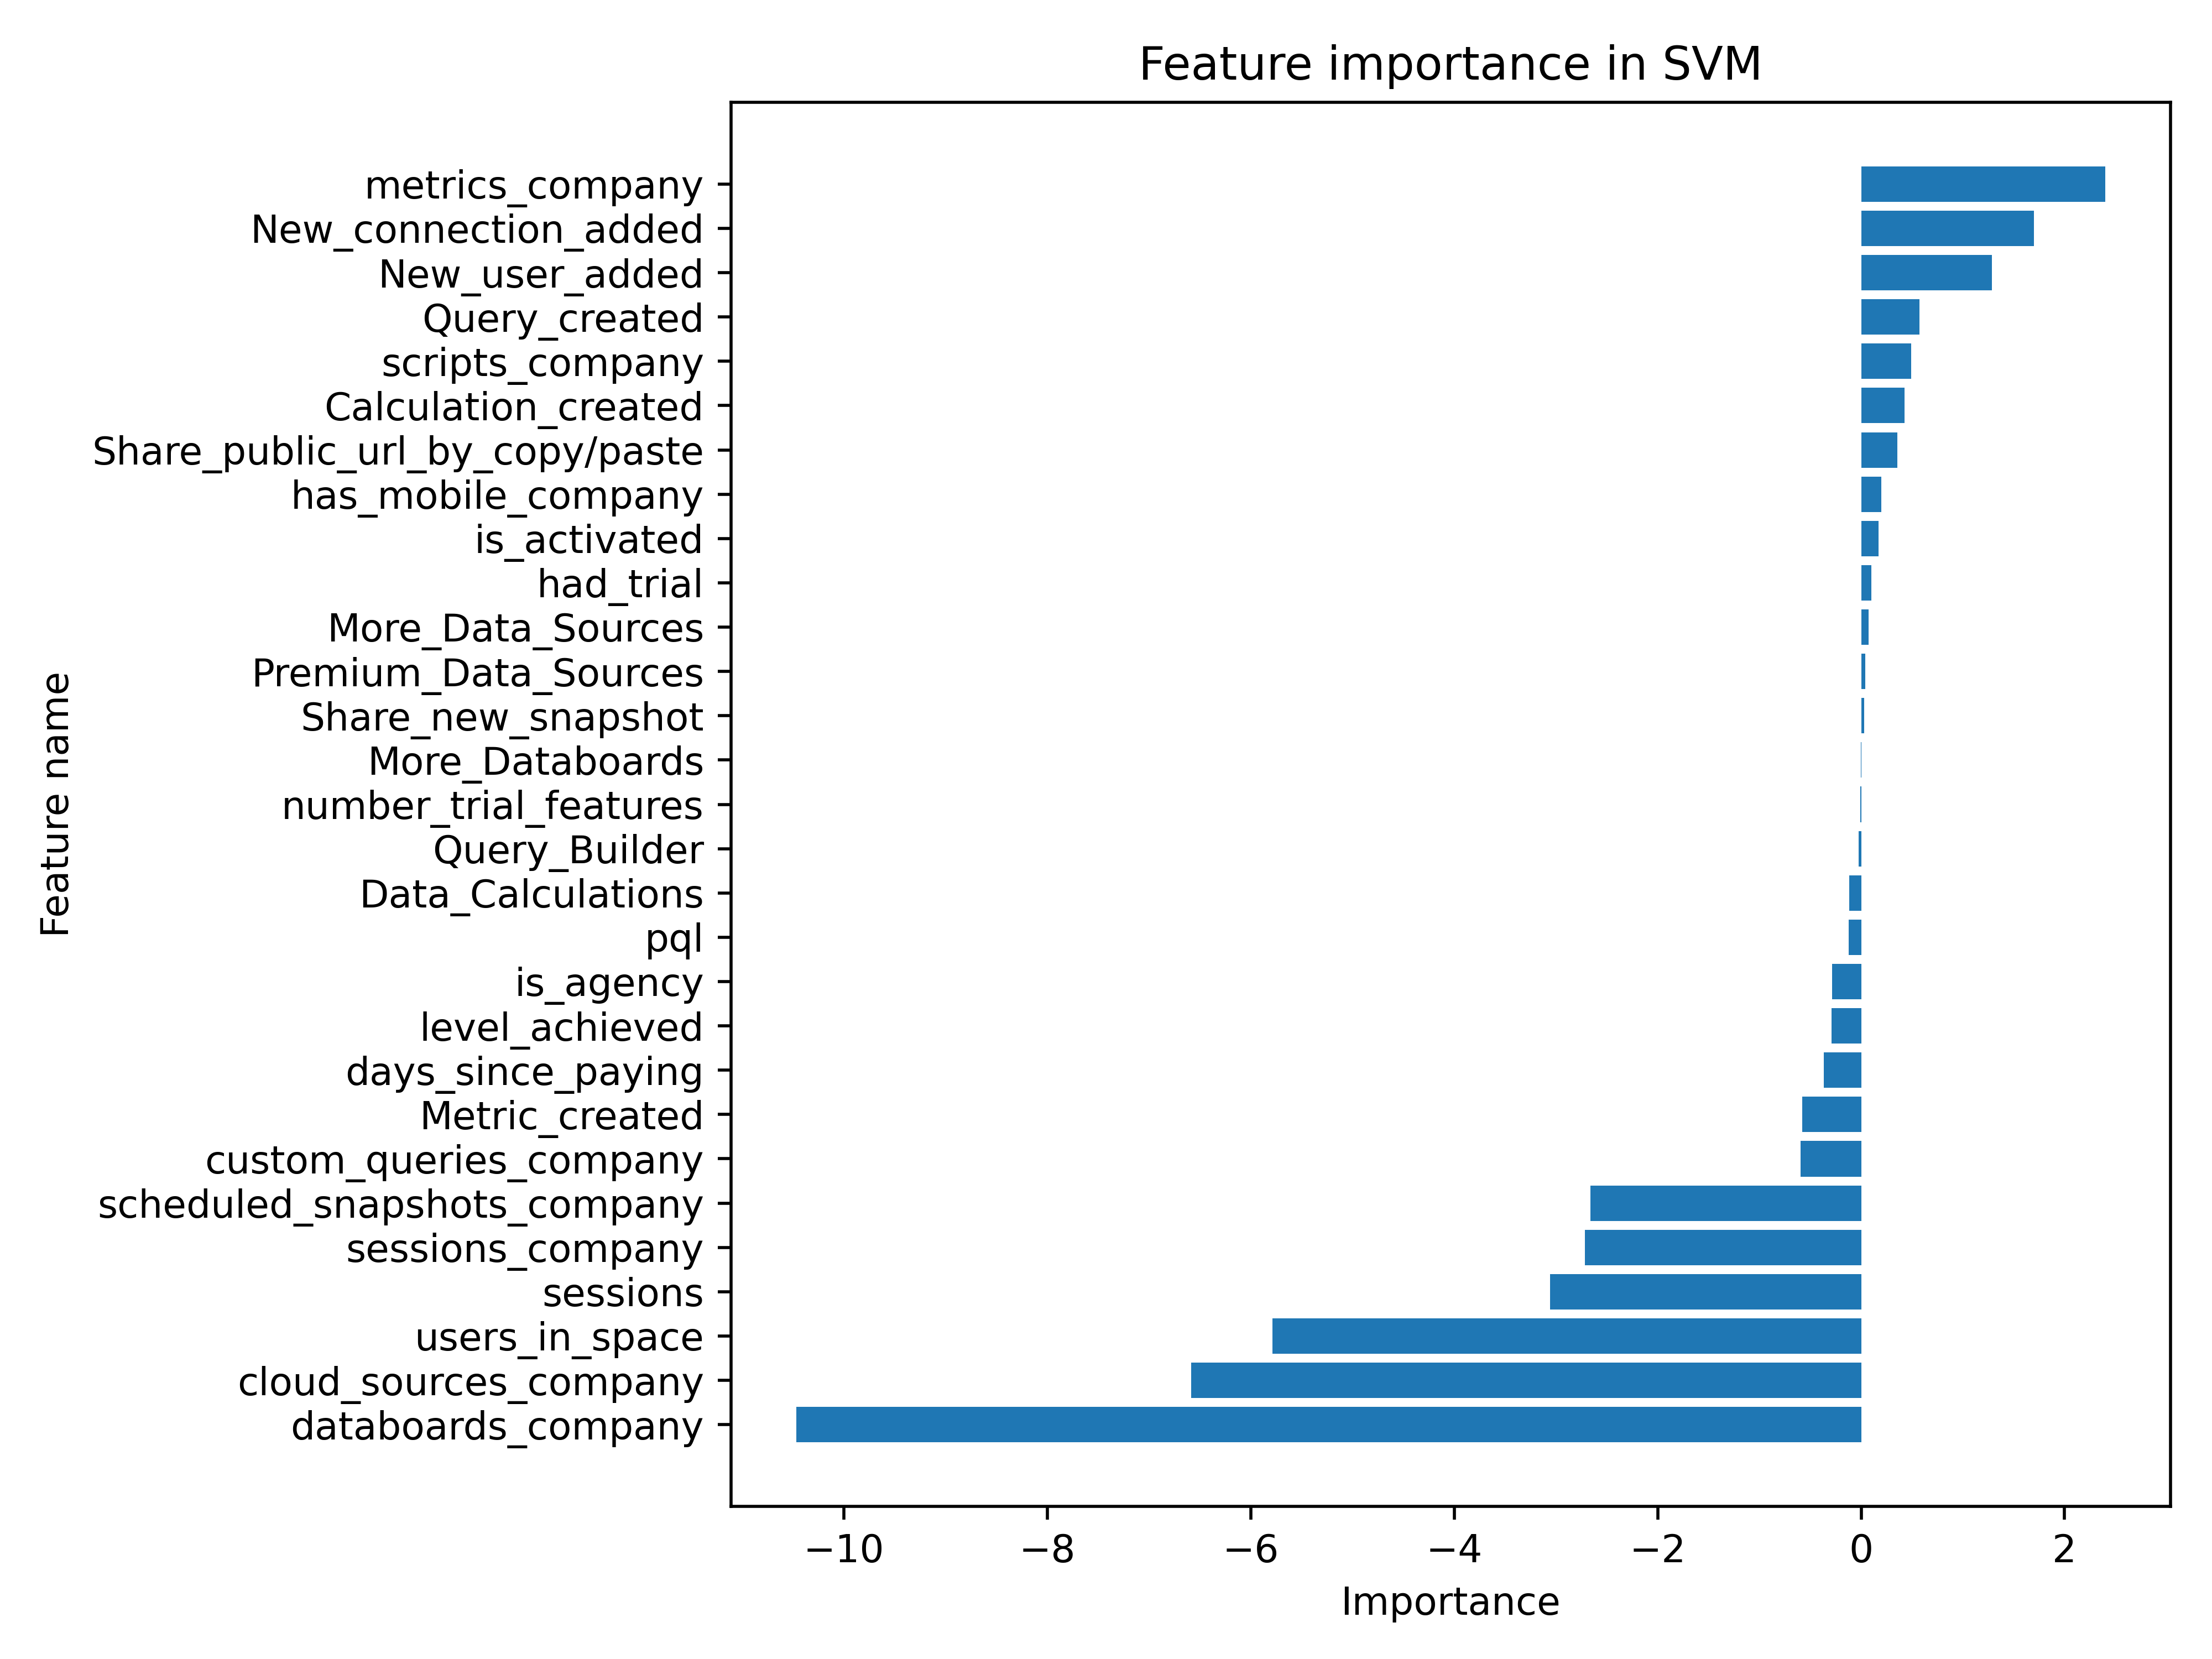 Feature importance in SVM
metrics_company
New_connection_added
New_user_added
Query_created
scripts_company
Calculation_created
Share_public_url_by_copy/paste
has_mobile_company
is_activated
had_trial
More_Data_Sources
Premium_Data_Sources
Share_new_snapshot
More_Databoards
number_trial_features
Query_Builder
Data_Calculations
pql
is_agency
level_achieved
days_since_paying
Metric_created
custom_queries_company
scheduled_snapshots_company
sessions_company
sessions
users_in_space
cloud_sources_company
databoards_company
Feature name
−10 −8 −6 −4 −2 0 2
Importance